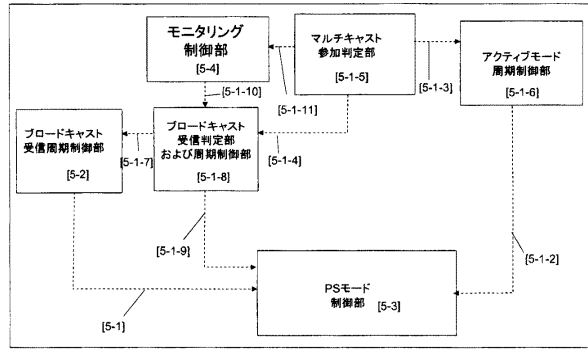 モニタリング
制御部
[5-4]
マルチキャスト
参加判定部
[5-1-5]
[5-1-3]
アクティブモード
周期制御部
[5-1-6]
[5-1-10]
[5-1-11]
ブロードキャスト
受信周期制御部
[5-2]
[5-1-7]
ブロードキャスト
受信判定部
および周期制御部
[5-1-8]
[5-1-4]
[5-1-9]
[5-1-2]
PSモード
制御部 [5-3]
[5-1]